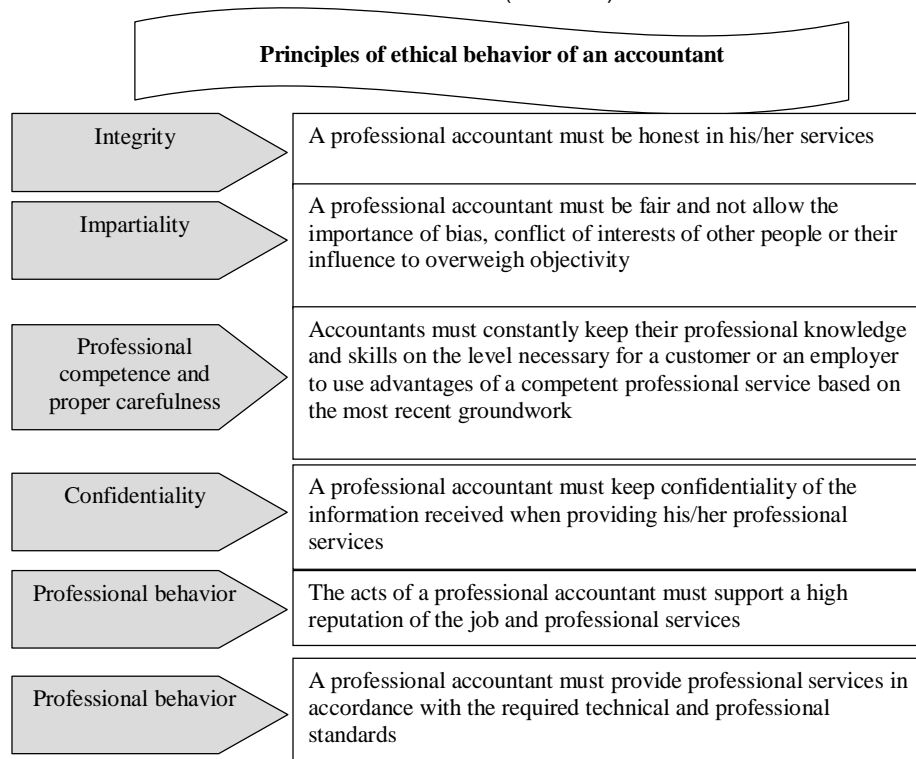 Principles of ethical behavior of an accountant
Integrity
A professional accountant must be honest in his/her services
Impartiality
A professional accountant must be fair and not allow the
importance of bias, conflict of interests of other people or their
influence to overweigh objectivity
Professional
competence and
proper carefulness
Accountants must constantly keep their professional knowledge
and skills on the level necessary for a customer or an employer
to use advantages of a competent professional service based on
the most recent groundwork
Confidentiality
A professional accountant must keep confidentiality of the
information received when providing his/her professional
services
Professional behavior
The acts of a professional accountant must support a high
reputation of the job and professional services
Professional behavior
A professional accountant must provide professional services in
accordance with the required technical and professional
standards